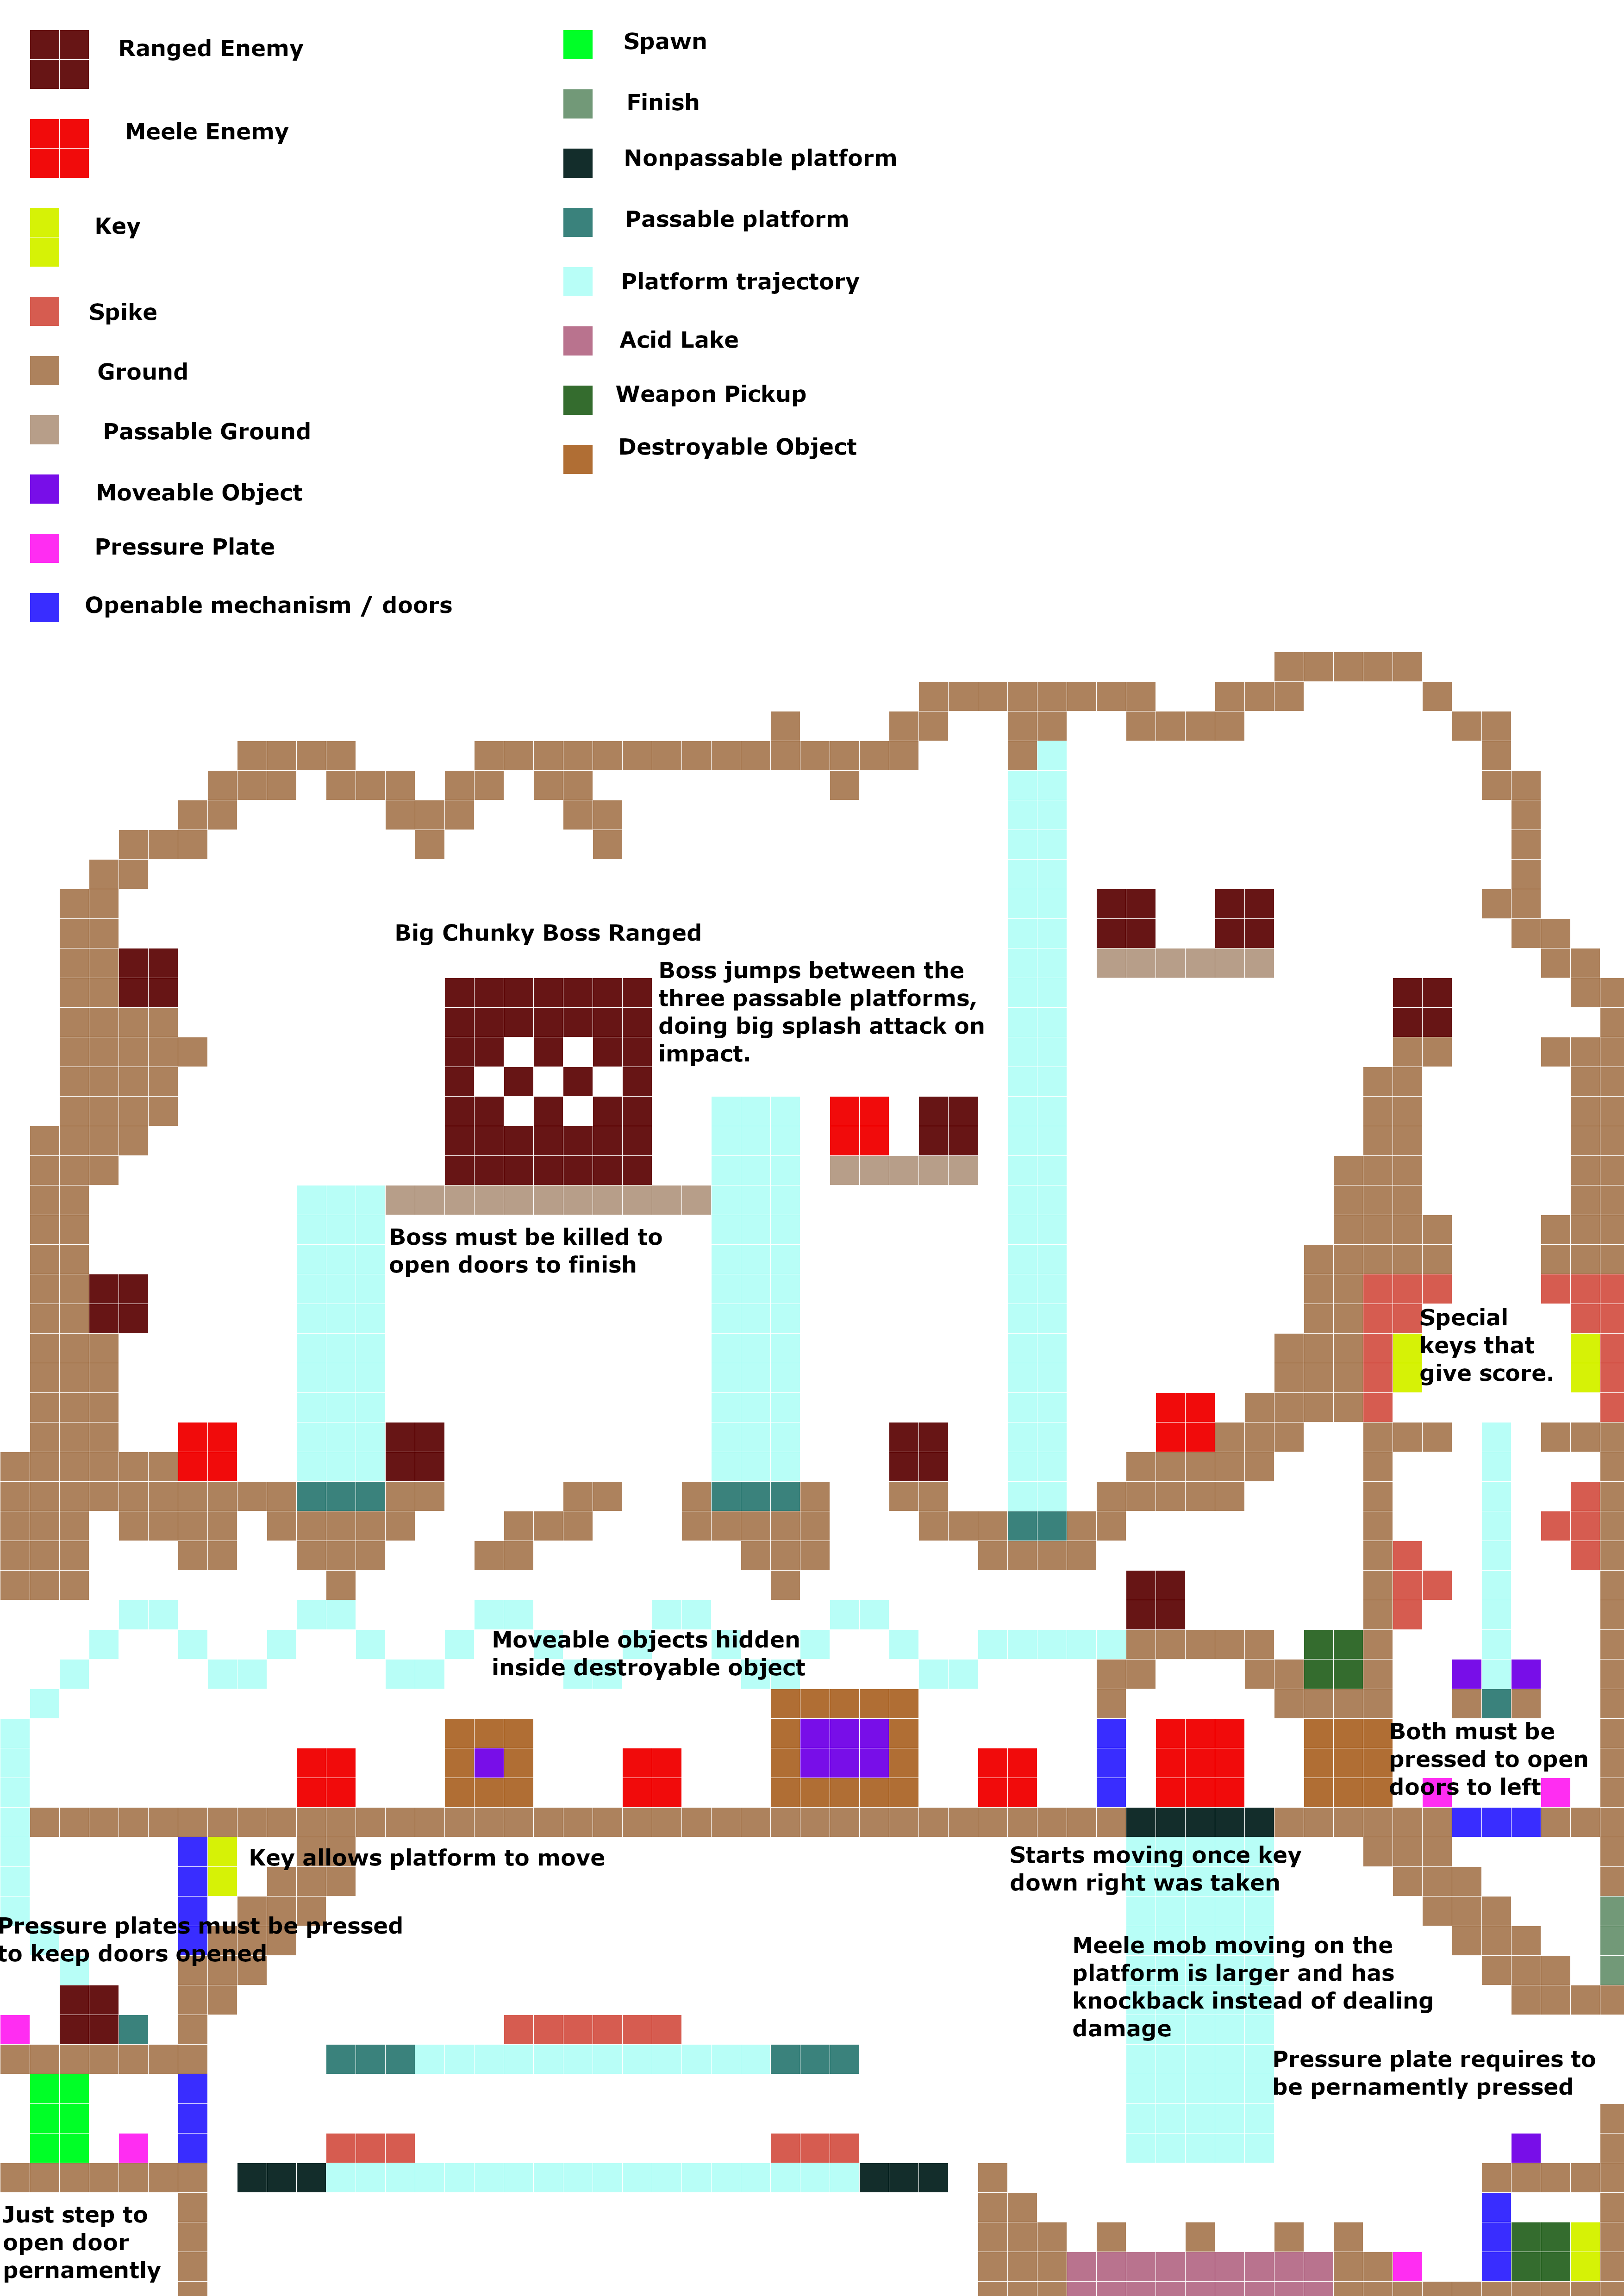 Ranged Enemy
Meele Enemy
Key
Spike
Ground
Passable Ground
Moveable Object
Pressure Plate
Openable mechanism / doors
Spawn
Finish
Nonpassable platform
Passable platform
Platform trajectory
Acid Lake
Weapon Pickup
Destroyable Object
Big Chunky Boss Ranged
Boss jumps between the
three passable platforms,
doing big splash attack on
impact.
Boss must be killed to
open doors to finish
Special
keys that
give score.
Moveable objects hidden
inside destroyable object
Both must be
pressed to open
doors to left
Key allows platform to move
Starts moving once key
down right was taken
Pressure plates must be pressed
to keep doors opened
Meele mob moving on the
platform is larger and has
knockback instead of dealing
damage
Pressure plate requires to
be pernamently pressed
Just step to
open door
pernamently